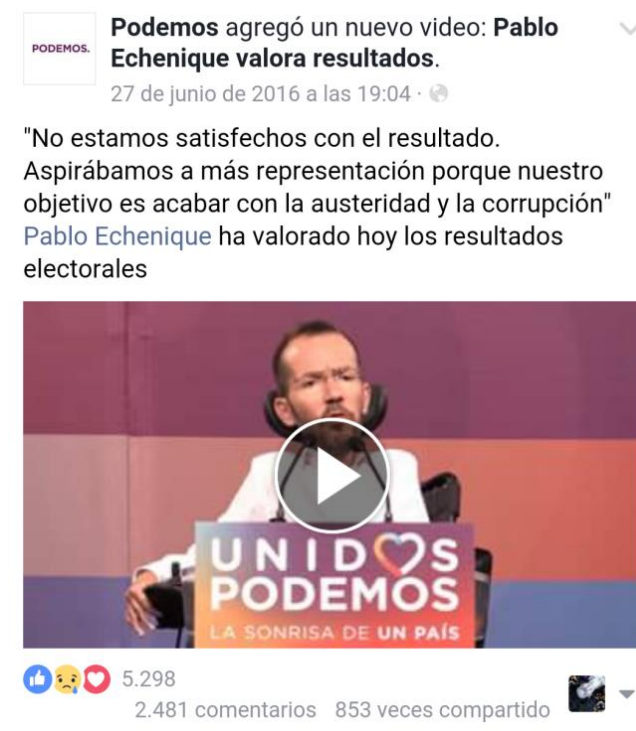 PODEMOS.
Podemos agregó un nuevo video: Pablo
Echenique valora resultados.
27 de junio de 2016 a las 19:04 ·
"No estamos satisfechos con el resultado.
Aspirábamos a más representación porque nuestro
objetivo es acabar con la austeridad y la corrupción"
Pablo Echenique ha valorado hoy los resultados
electorales
UNIDOS
PODEMOS
LA SONRISA DE UN PAÍS
5.298
2.481 comentarios 853 veces compartido